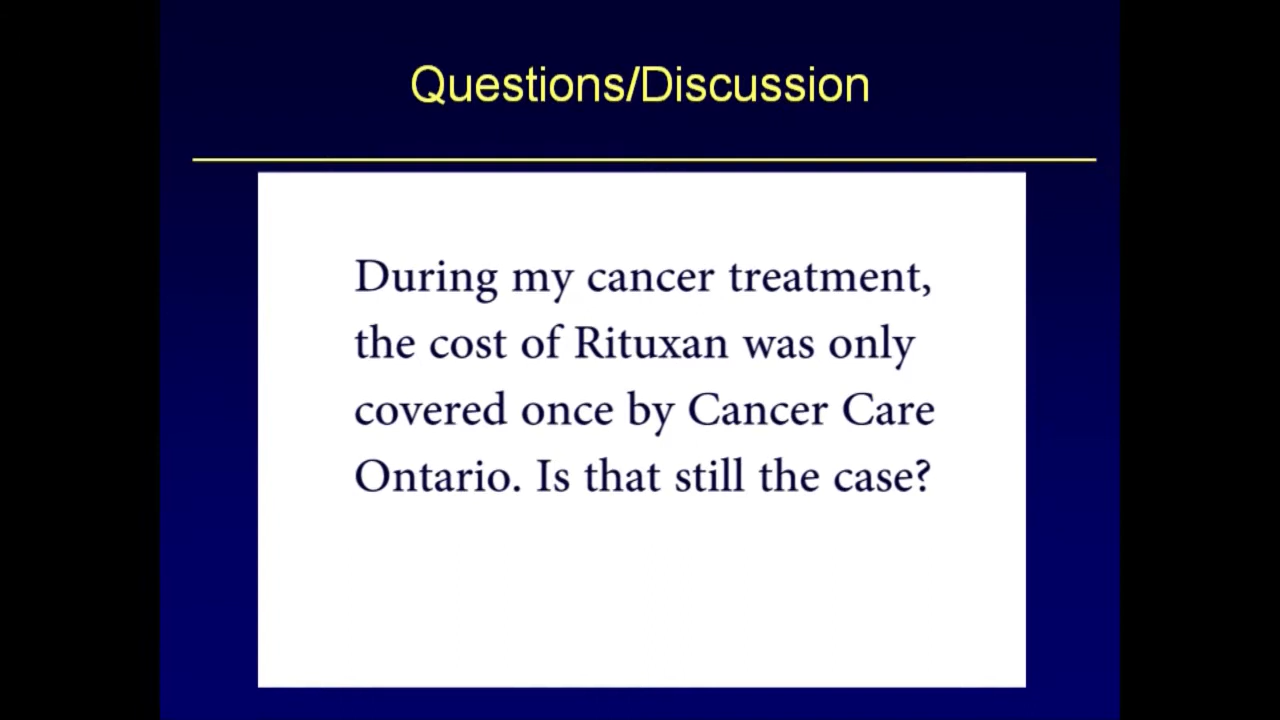 Questions/Discussion
During my cancer treatment,
the cost of Rituxan was only
covered once by Cancer Care
Ontario. Is that still the case?